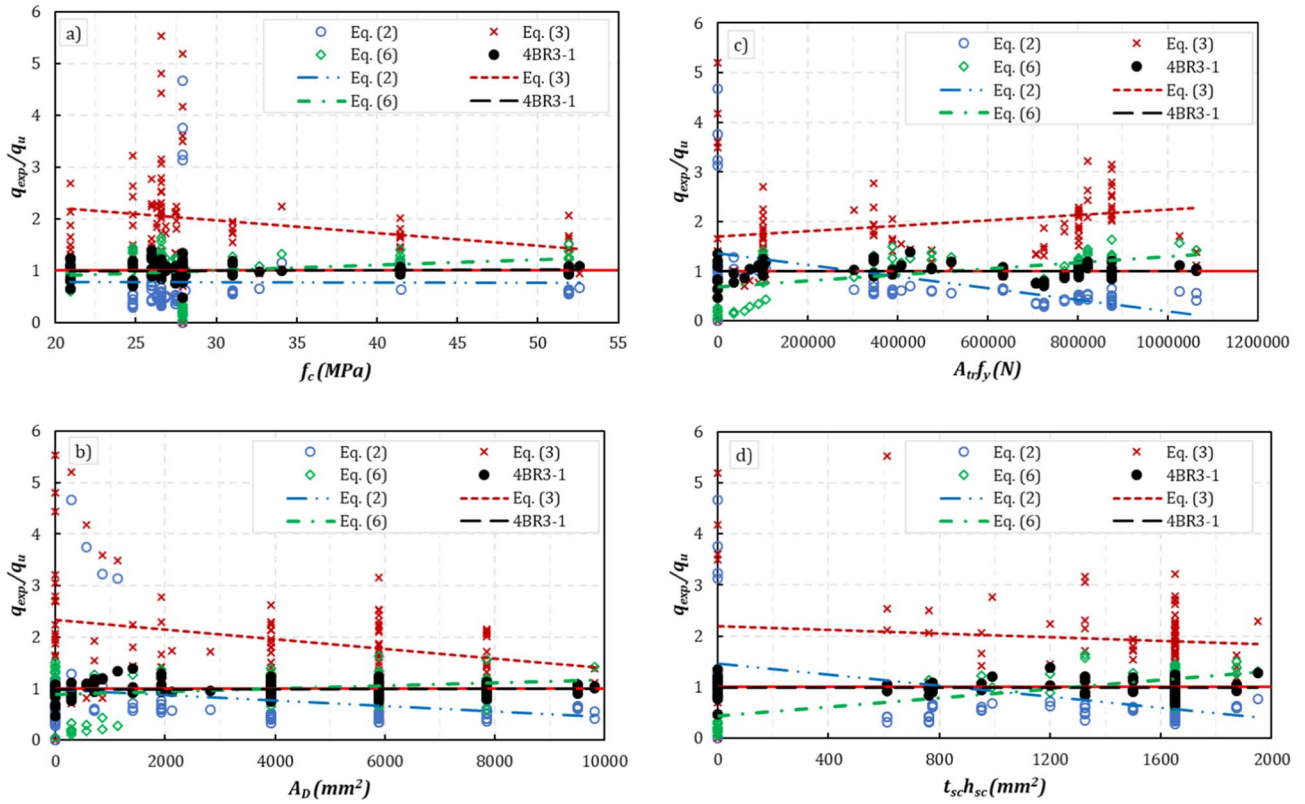 a)
Eq. (2) Eq. (3)
Eq. (6) 4BR3-1
Eq. (2) Eq. (3)
Eq. (6) 4BR3-1
6
5
4
3
2
1
0
q_exp./q_u
20 25 30 35 40 45 50 55
f_c (MPa)
c)
Eq. (2) Eq. (3)
Eq. (6) 4BR3-1
Eq. (2) Eq. (3)
Eq. (6) 4BR3-1
6
5
4
3
2
1
0
q_exp./q_u
0 200000 400000 600000 800000 1000000 1200000
A_tr f_y (N)
b)
Eq. (2) Eq. (3)
Eq. (6) 4BR3-1
Eq. (2) Eq. (3)
Eq. (6) 4BR3-1
6
5
4
3
2
1
0
q_exp./q_u
0 2000 4000 6000 8000 10000
A_D (mm²)
d)
Eq. (2) Eq. (3)
Eq. (6) 4BR3-1
Eq. (2) Eq. (3)
Eq. (6) 4BR3-1
6
5
4
3
2
1
0
q_exp./q_u
0 400 800 1200 1600 2000
t_sc h_sc (mm²)